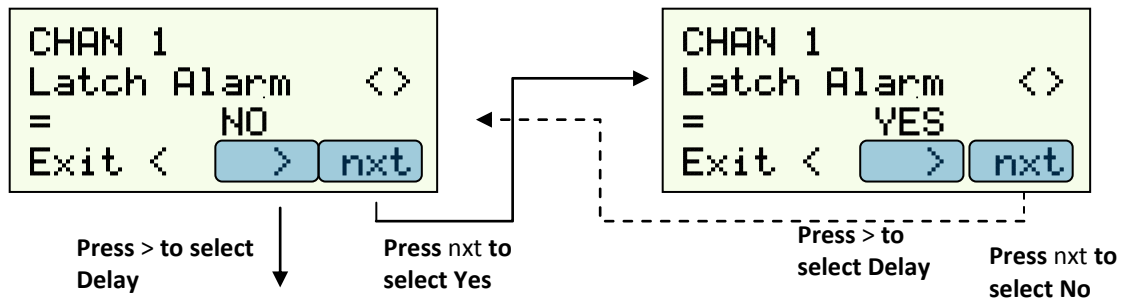 CHAN 1
Latch Alarm <>
= NO
Exit < > nxt
CHAN 1
Latch Alarm <>
= YES
Exit < > nxt
Press > to select
Delay
Press nxt to
select Yes
Press > to
select Delay
Press nxt to
select No